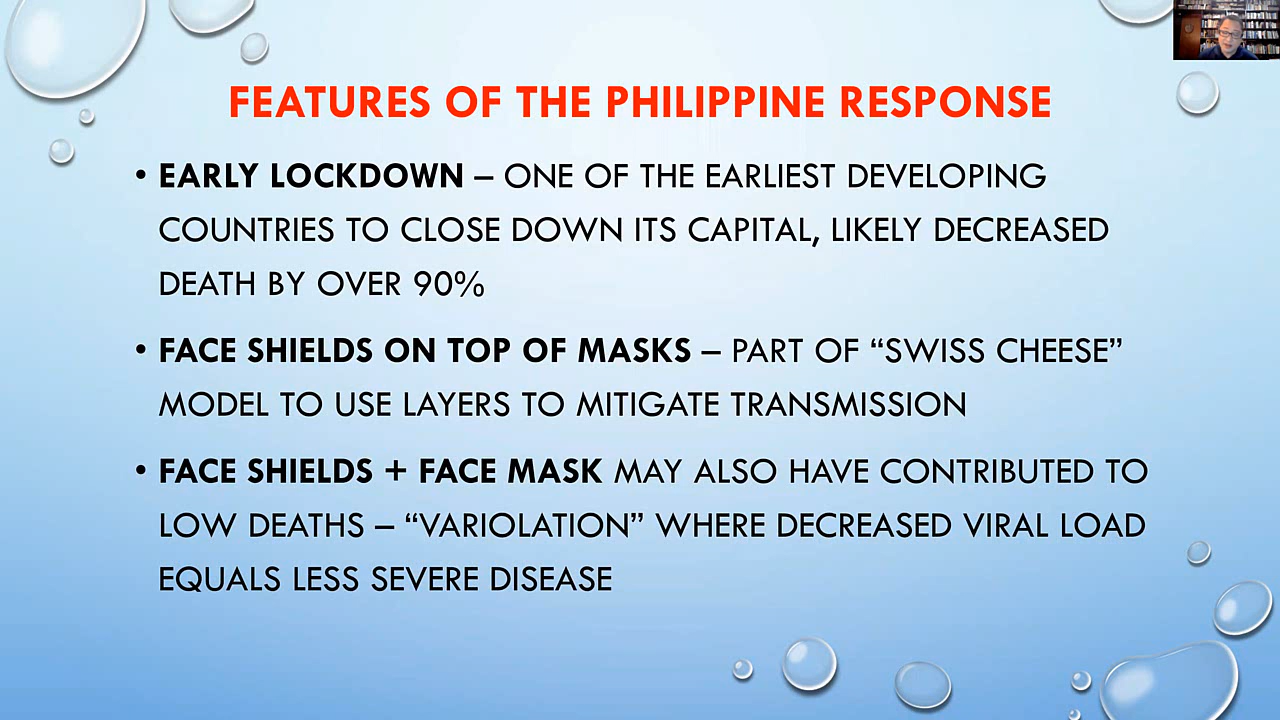 FEATURES OF THE PHILIPPINE RESPONSE
• EARLY LOCKDOWN – ONE OF THE EARLIEST DEVELOPING
COUNTRIES TO CLOSE DOWN ITS CAPITAL, LIKELY DECREASED
DEATH BY OVER 90%
• FACE SHIELDS ON TOP OF MASKS – PART OF “SWISS CHEESE”
MODEL TO USE LAYERS TO MITIGATE TRANSMISSION
• FACE SHIELDS + FACE MASK MAY ALSO HAVE CONTRIBUTED TO
LOW DEATHS – “VARIOLATION” WHERE DECREASED VIRAL LOAD
EQUALS LESS SEVERE DISEASE